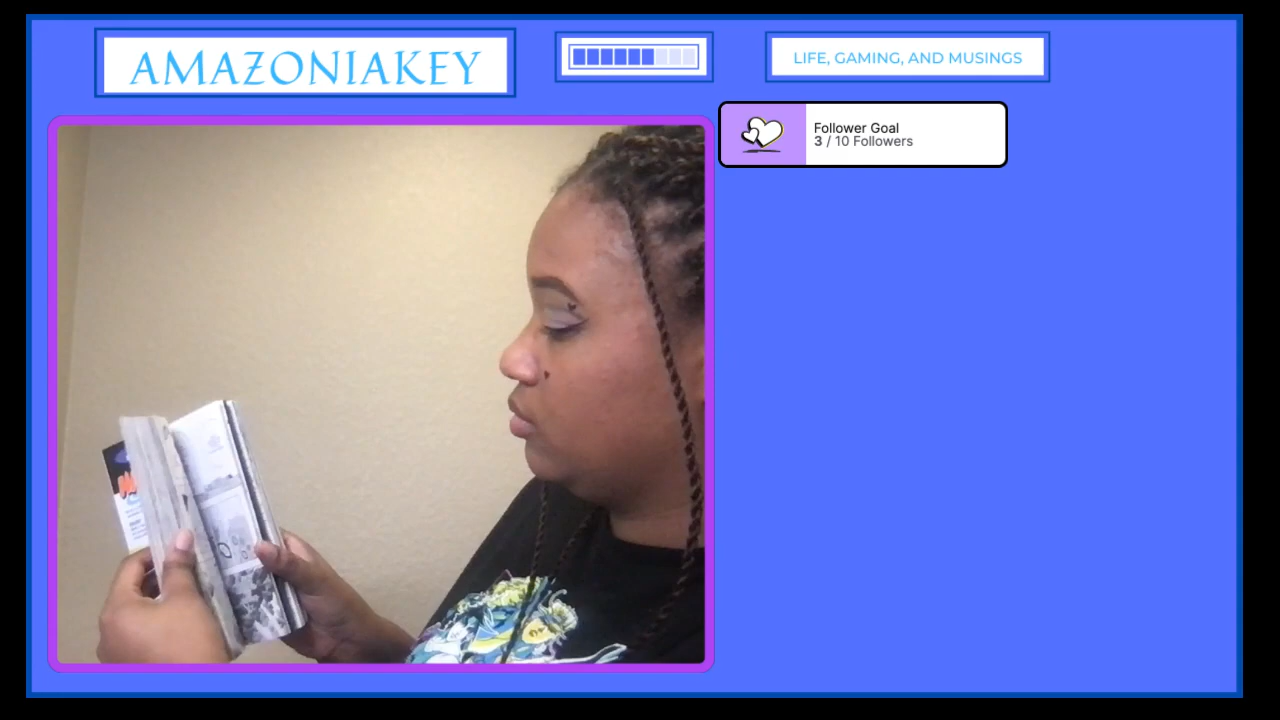 AMAZONIAKEY
LIFE, GAMING, AND MUSINGS
Follower Goal
3 / 10 Followers